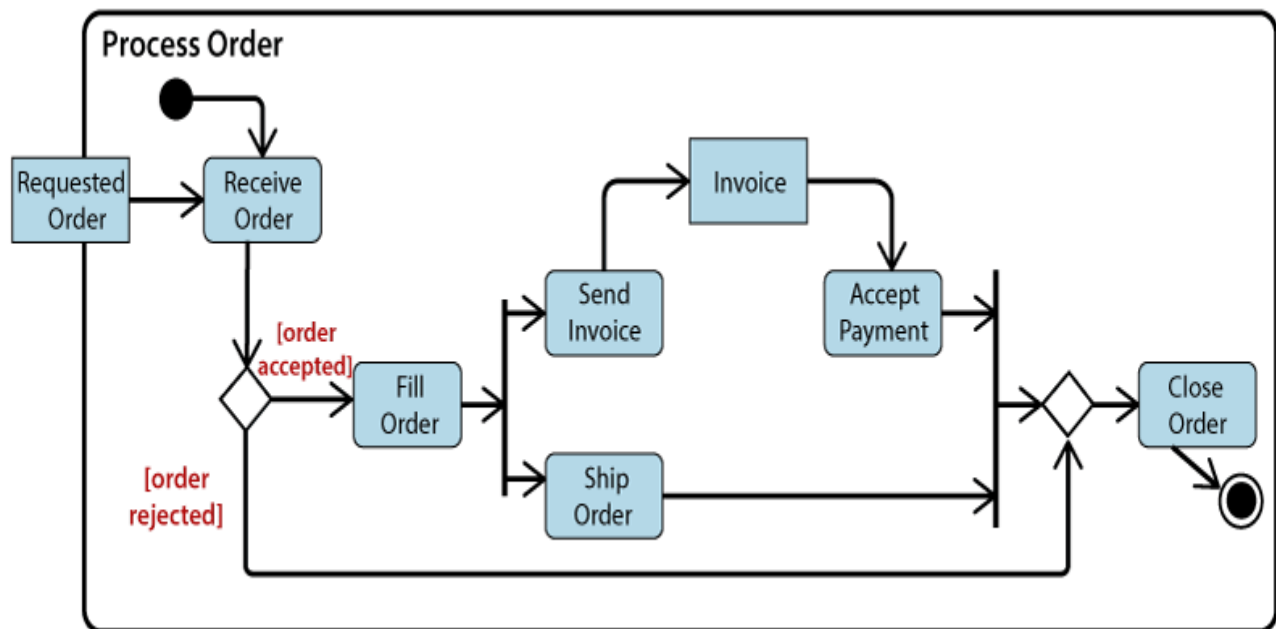 Process Order
Requested
Order
Receive
Order
Invoice
Send
Invoice
Accept
Payment
[order
accepted]
Fill
Order
Close
Order
[order
rejected]
Ship
Order